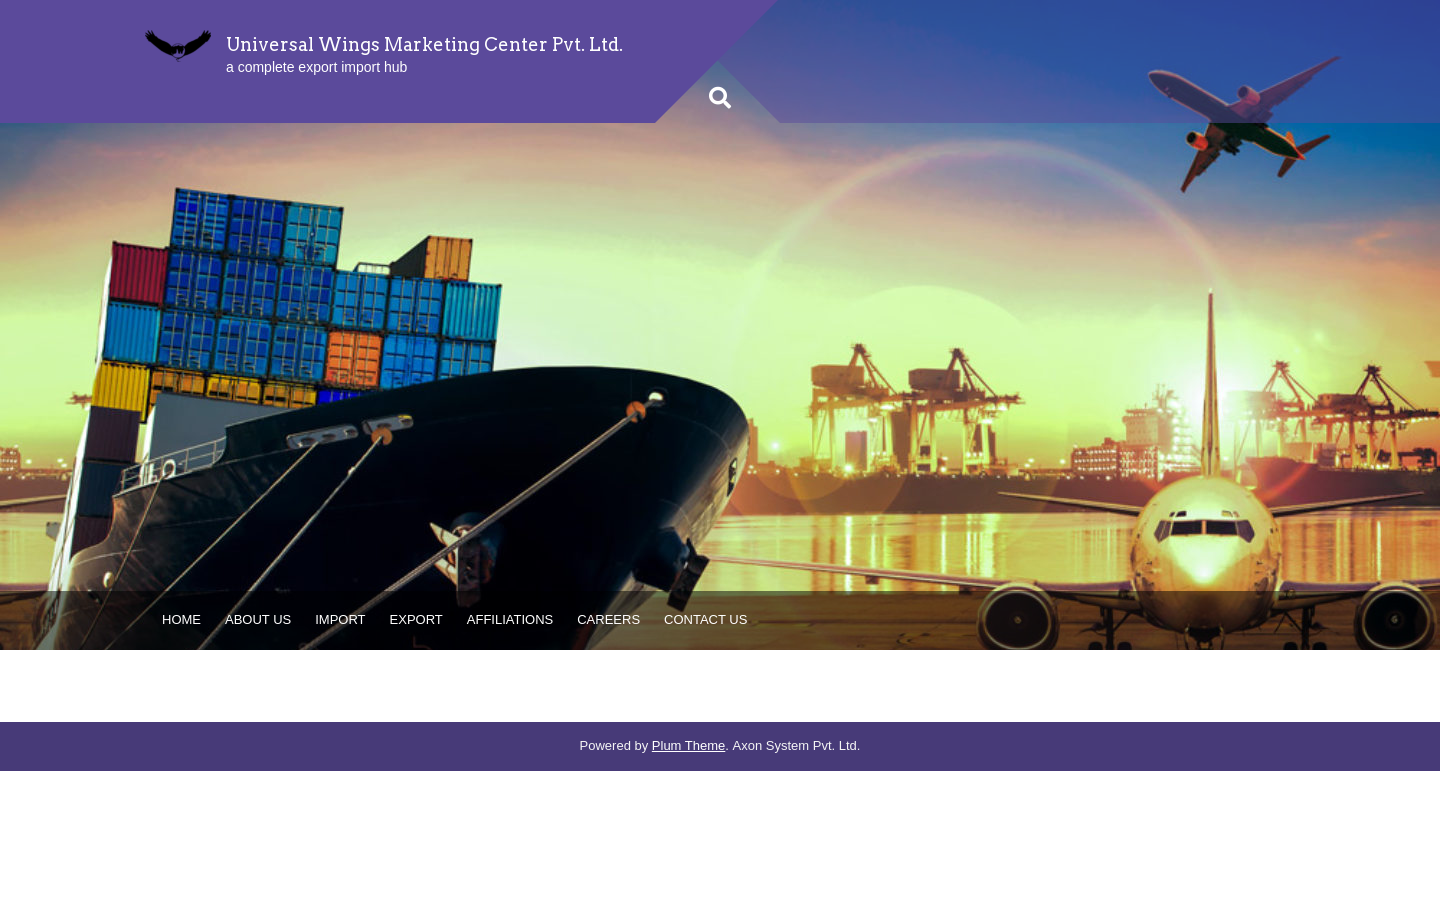 Universal Wings Marketing Center Pvt. Ltd.
a complete export import hub
HOME ABOUT US IMPORT EXPORT AFFILIATIONS CAREERS CONTACT US
Powered by Plum Theme. Axon System Pvt. Ltd.